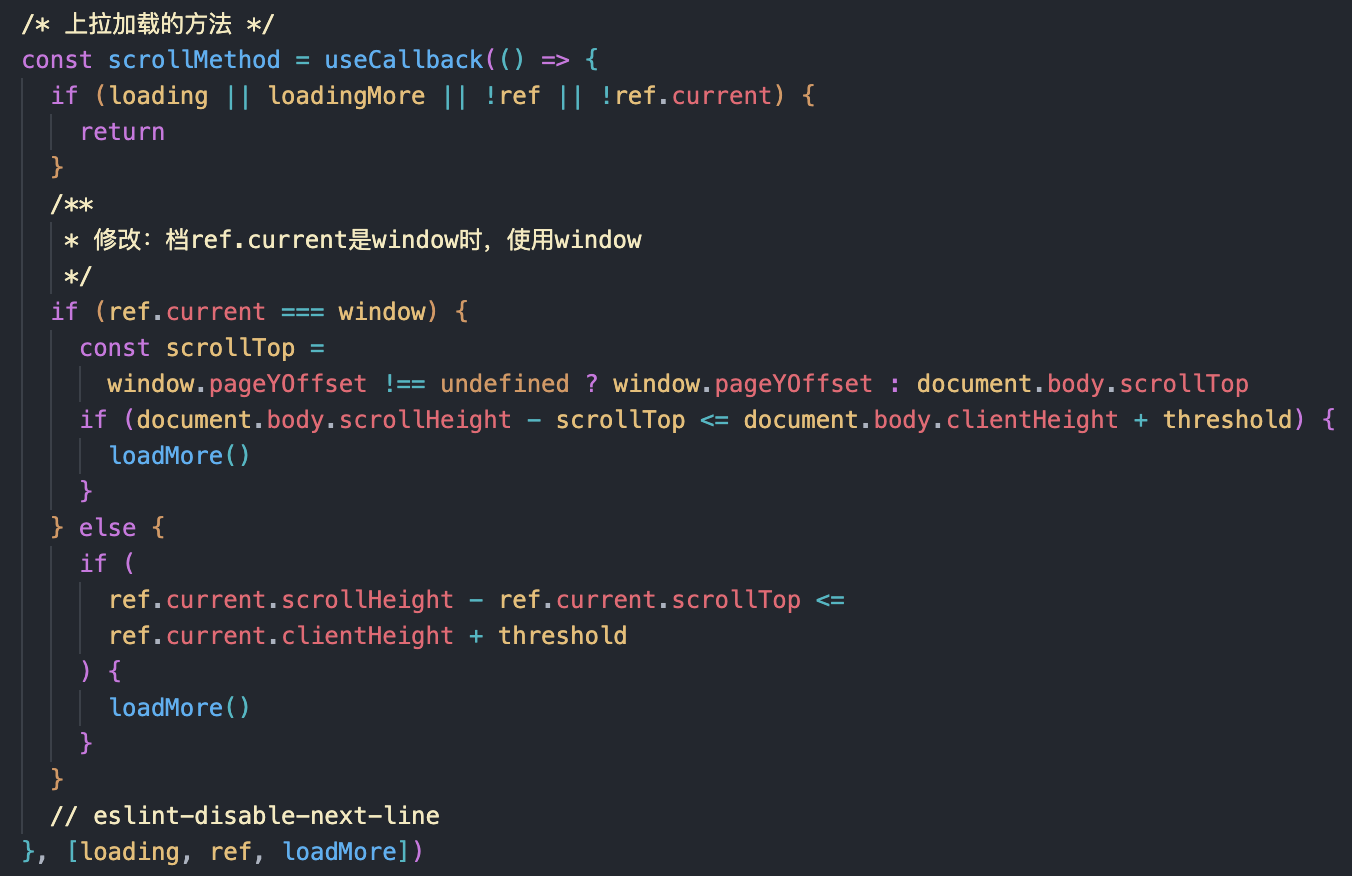 /* 上拉加载的方法 */
const scrollMethod = useCallback(() => {
  if (loading || loadingMore || !ref || !ref.current) {
    return
  }
  /**
   * 修改：档ref.current是window时，使用window
   */
  if (ref.current === window) {
    const scrollTop =
      window.pageYOffset !== undefined ? window.pageYOffset : document.body.scrollTop
    if (document.body.scrollHeight - scrollTop <= document.body.clientHeight + threshold) {
      loadMore()
    }
  } else {
    if (
      ref.current.scrollHeight - ref.current.scrollTop <=
      ref.current.clientHeight + threshold
    ) {
      loadMore()
    }
  }
  // eslint-disable-next-line
}, [loading, ref, loadMore])